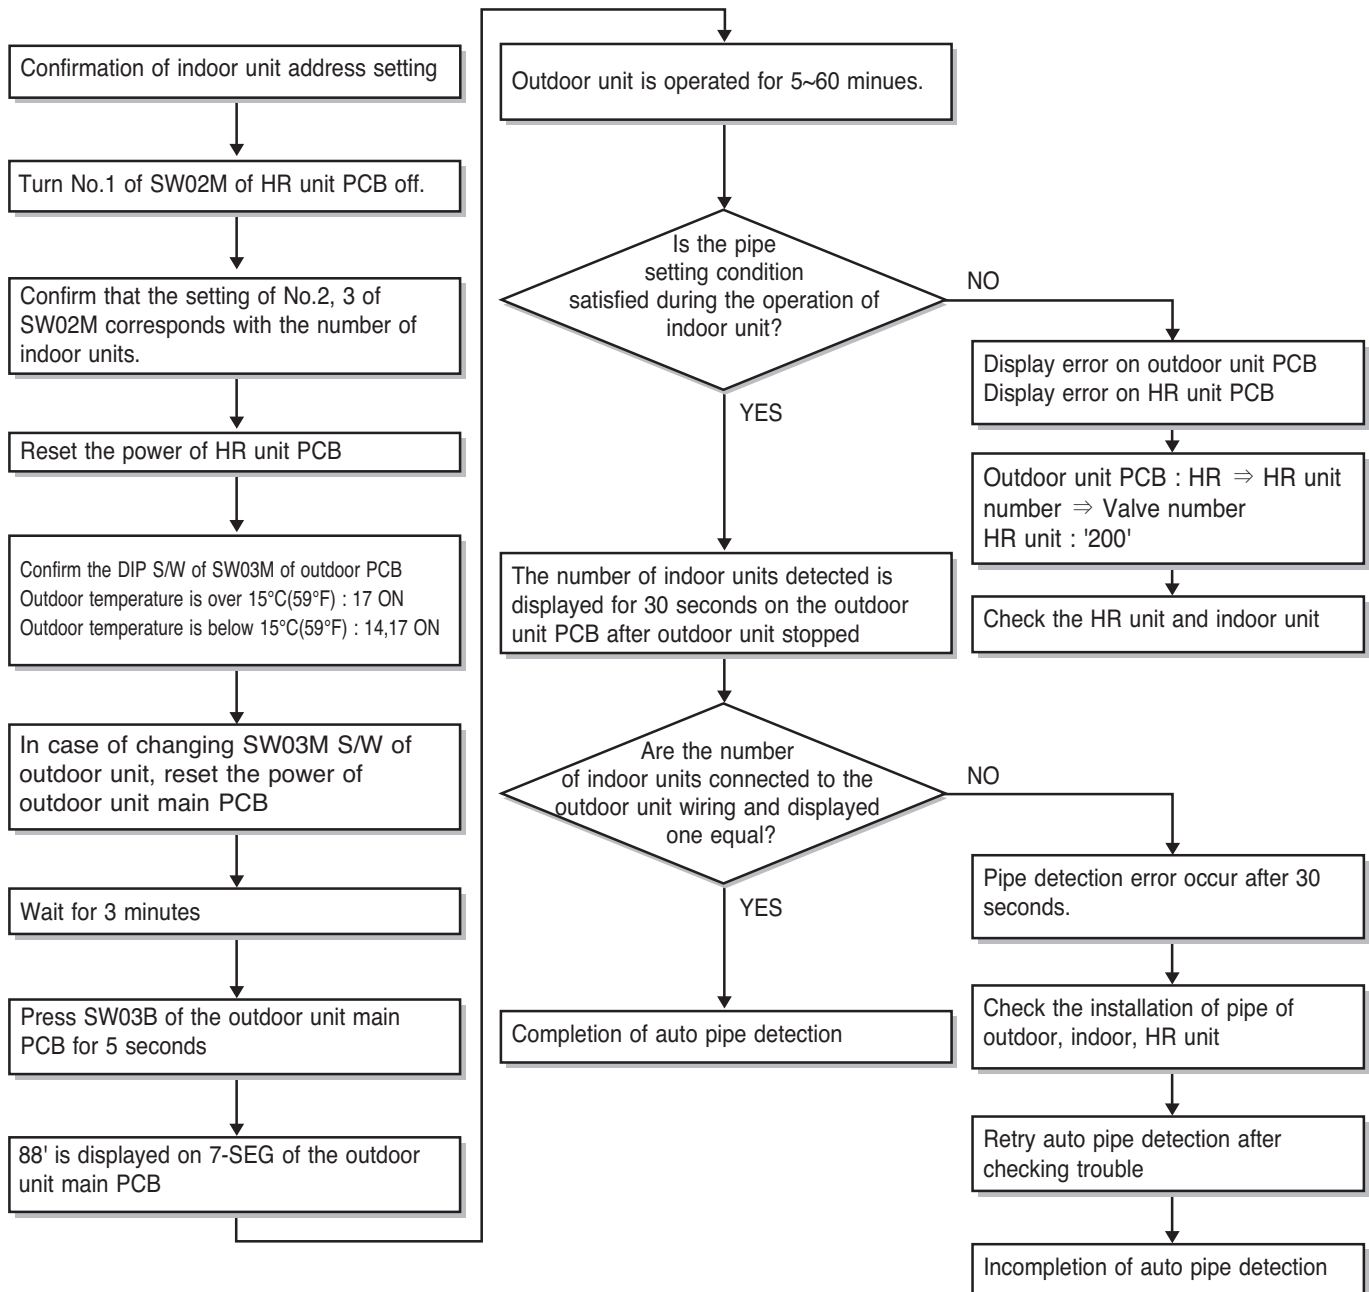 Confirmation of indoor unit address setting
Turn No.1 of SW02M of HR unit PCB off.
Confirm that the setting of No.2, 3 of
SW02M corresponds with the number of
indoor units.
Reset the power of HR unit PCB
Confirm the DIP S/W of SW03M of outdoor PCB
Outdoor temperature is over 15°C(59°F) : 17 ON
Outdoor temperature is below 15°C(59°F) : 14,17 ON
In case of changing SW03M S/W of
outdoor unit, reset the power of
outdoor unit main PCB
Wait for 3 minutes
Press SW03B of the outdoor unit main
PCB for 5 seconds
88' is displayed on 7-SEG of the outdoor
unit main PCB
Outdoor unit is operated for 5~60 minues.
Is the pipe
setting condition
satisfied during the operation of
indoor unit?
NO
YES
Display error on outdoor unit PCB
Display error on HR unit PCB
Outdoor unit PCB : HR ⇒ HR unit
number ⇒ Valve number
HR unit : '200'
Check the HR unit and indoor unit
The number of indoor units detected is
displayed for 30 seconds on the outdoor
unit PCB after outdoor unit stopped
Are the number
of indoor units connected to the
outdoor unit wiring and displayed
one equal?
NO
YES
Completion of auto pipe detection
Pipe detection error occur after 30
seconds.
Check the installation of pipe of
outdoor, indoor, HR unit
Retry auto pipe detection after
checking trouble
Incompletion of auto pipe detection